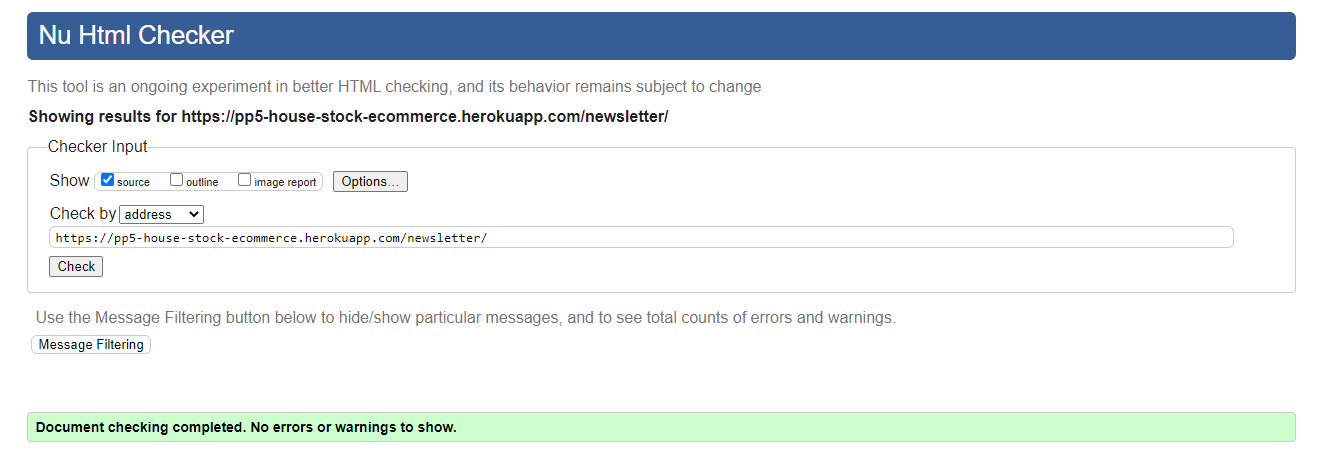 Nu Html Checker
This tool is an ongoing experiment in better HTML checking, and its behavior remains subject to change
Showing results for https://pp5-house-stock-ecommerce.herokuapp.com/newsletter/
Checker Input
Show source outline image report Options...
Check by address
https://pp5-house-stock-ecommerce.herokuapp.com/newsletter/
Check
Use the Message Filtering button below to hide/show particular messages, and to see total counts of errors and warnings.
Message Filtering
Document checking completed. No errors or warnings to show.